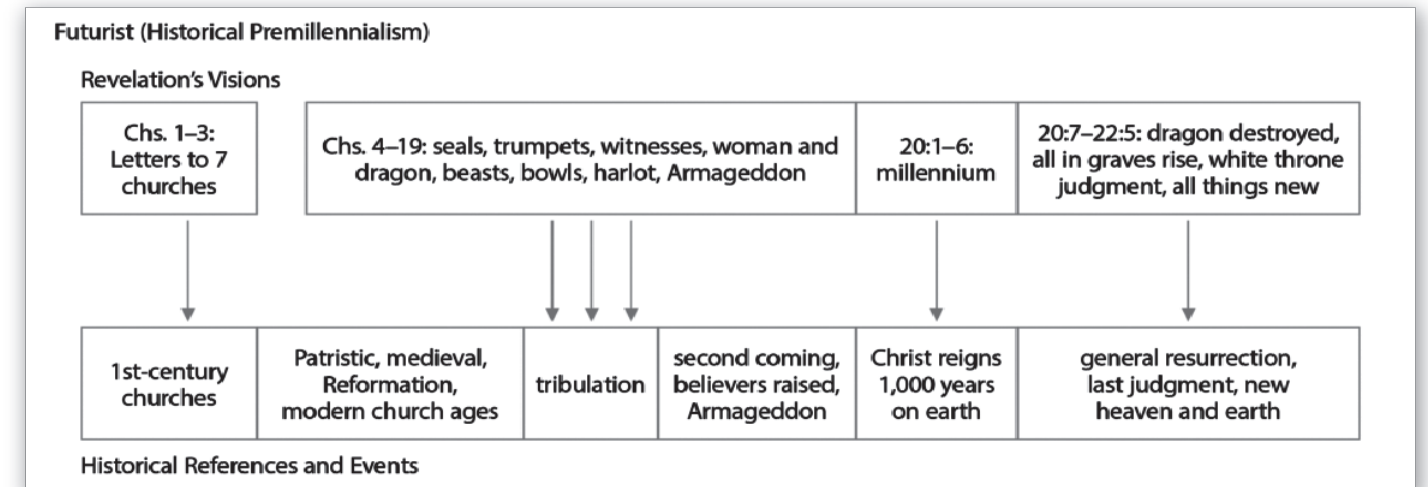 Futurist (Historical Premillennialism)
Revelation's Visions
Chs. 1–3:
Letters to 7
churches
Chs. 4–19: seals, trumpets, witnesses, woman and
dragon, beasts, bowls, harlot, Armageddon
20:1–6:
millennium
20:7–22:5: dragon destroyed,
all in graves rise, white throne
judgment, all things new
1st-century
churches
Patristic, medieval,
Reformation,
modern church ages
tribulation
second coming,
believers raised,
Armageddon
Christ reigns
1,000 years
on earth
general resurrection,
last judgment, new
heaven and earth
Historical References and Events